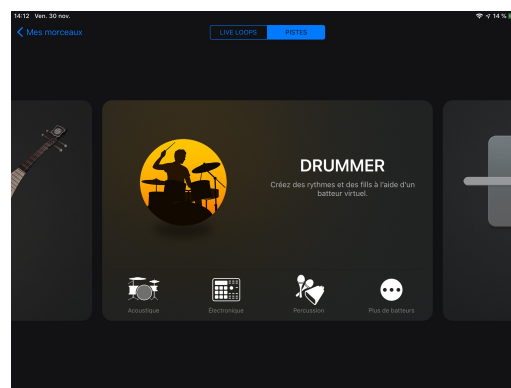 14:12 Ven. 30 nov.
14 %
Mes morceaux
LIVE LOOPS
PISTES
DRUMMER
Créez des rythmes et des fills à l'aide d'un
batteur virtuel.
Acoustique
Électronique
Percussion
Plus de batteurs